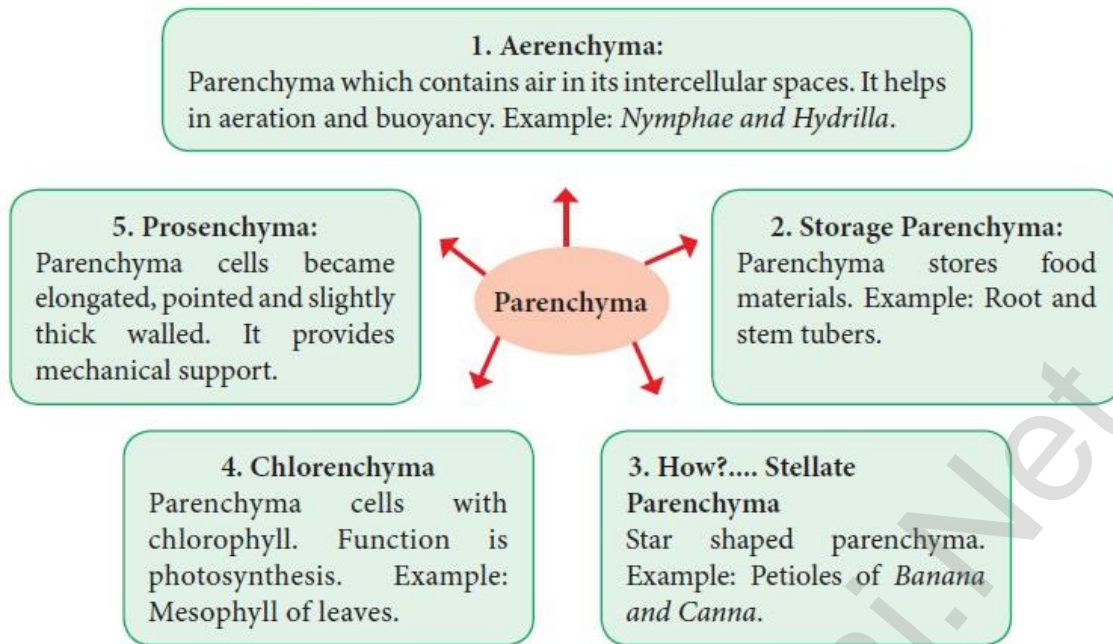 1. Aerenchyma:
Parenchyma which contains air in its intercellular spaces. It helps
in aeration and buoyancy. Example: Nymphae and Hydrilla.
5. Prosenchyma:
Parenchyma cells became
elongated, pointed and slightly
thick walled. It provides
mechanical support.
Parenchyma
2. Storage Parenchyma:
Parenchyma stores food
materials. Example: Root and
stem tubers.
4. Chlorenchyma
Parenchyma cells with
chlorophyll. Function is
photosynthesis. Example:
Mesophyll of leaves.
3. How?.... Stellate
Parenchyma
Star shaped parenchyma.
Example: Petioles of Banana
and Canna.